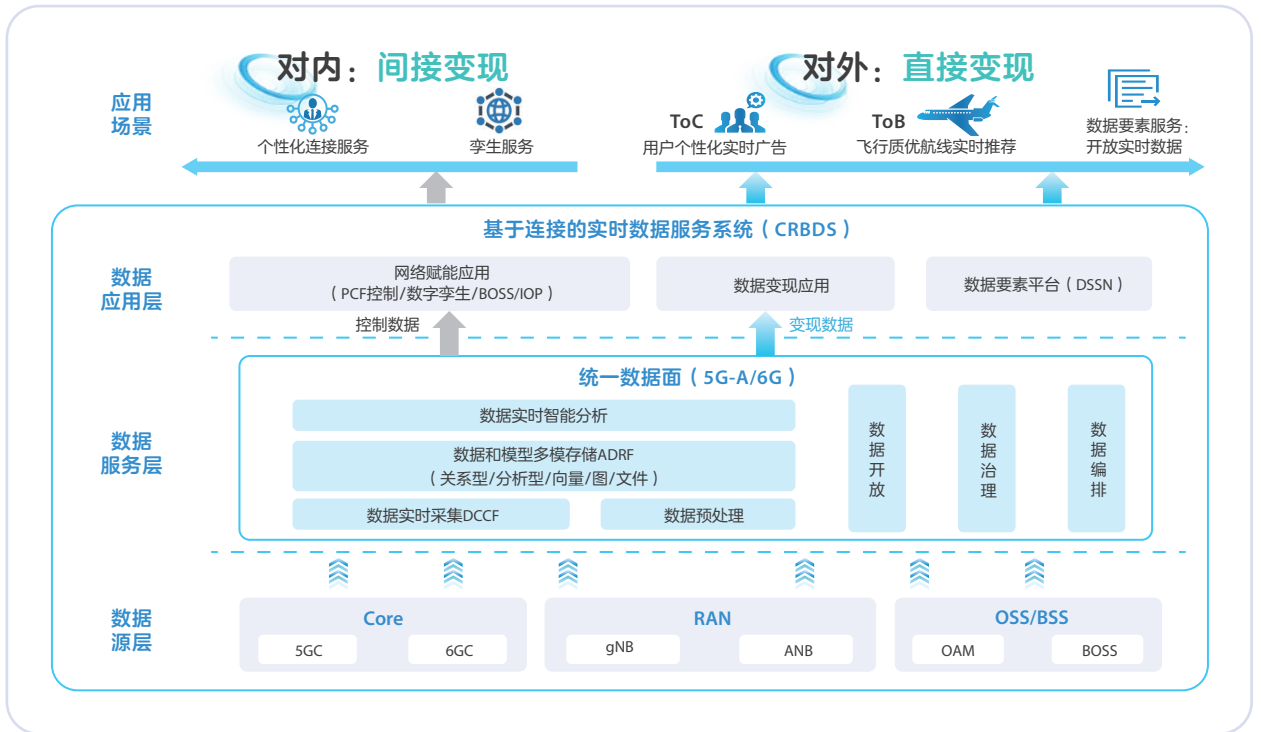 对内：间接变现
对外：直接变现
应用
场景
个性化连接服务
孪生服务
ToC
用户个性化实时广告
ToB
飞行质优航线实时推荐
数据要素服务：
开放实时数据
基于连接的实时数据服务系统（CRBDS）
数据
应用层
网络赋能应用
（PCF控制/数字孪生/BOSS/IOP）
数据变现应用
数据要素平台（DSSN）
控制数据
变现数据
统一数据面（5G-A/6G）
数据
服务层
数据实时智能分析
数据和模型多模存储ADRF
（关系型/分析型/向量/图/文件）
数据实时采集DCCF
数据预处理
数据开放
数据治理
数据编排
数据
源层
Core
5GC
6GC
RAN
gNB
ANB
OSS/BSS
OAM
BOSS